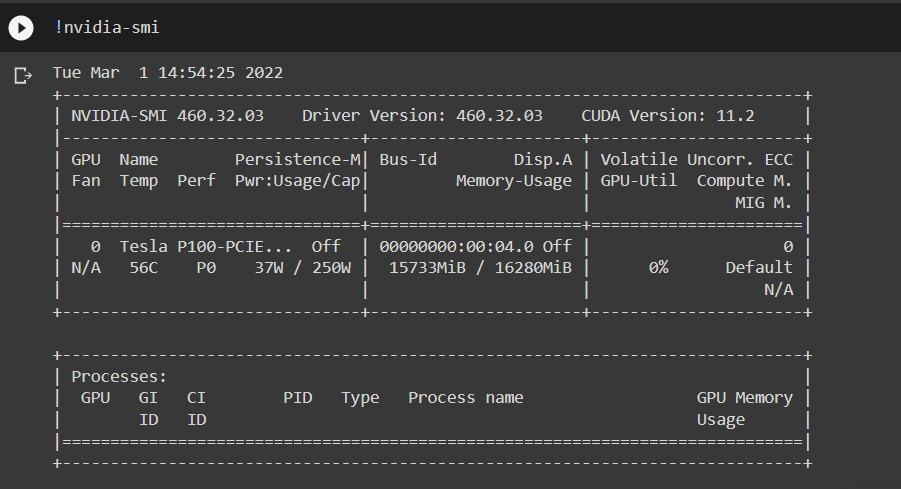 !nvidia-smi
Tue Mar  1 14:54:25 2022
+-----------------------------------------------------------------------------+
| NVIDIA-SMI 460.32.03    Driver Version: 460.32.03    CUDA Version: 11.2     |
|-------------------------------+----------------------+----------------------+
| GPU  Name        Persistence-M| Bus-Id        Disp.A | Volatile Uncorr. ECC |
| Fan  Temp  Perf  Pwr:Usage/Cap|         Memory-Usage | GPU-Util  Compute M. |
|                               |                      |               MIG M. |
|===============================+======================+======================|
|   0  Tesla P100-PCIE...  Off  | 00000000:00:04.0 Off |                    0 |
| N/A   56C    P0    37W / 250W |  15733MiB / 16280MiB |      0%      Default |
|                               |                      |                  N/A |
+-------------------------------+----------------------+----------------------+

+-----------------------------------------------------------------------------+
| Processes:                                                                  |
|  GPU   GI   CI        PID   Type   Process name                  GPU Memory |
|        ID   ID                                                   Usage      |
|=============================================================================|
+-----------------------------------------------------------------------------+